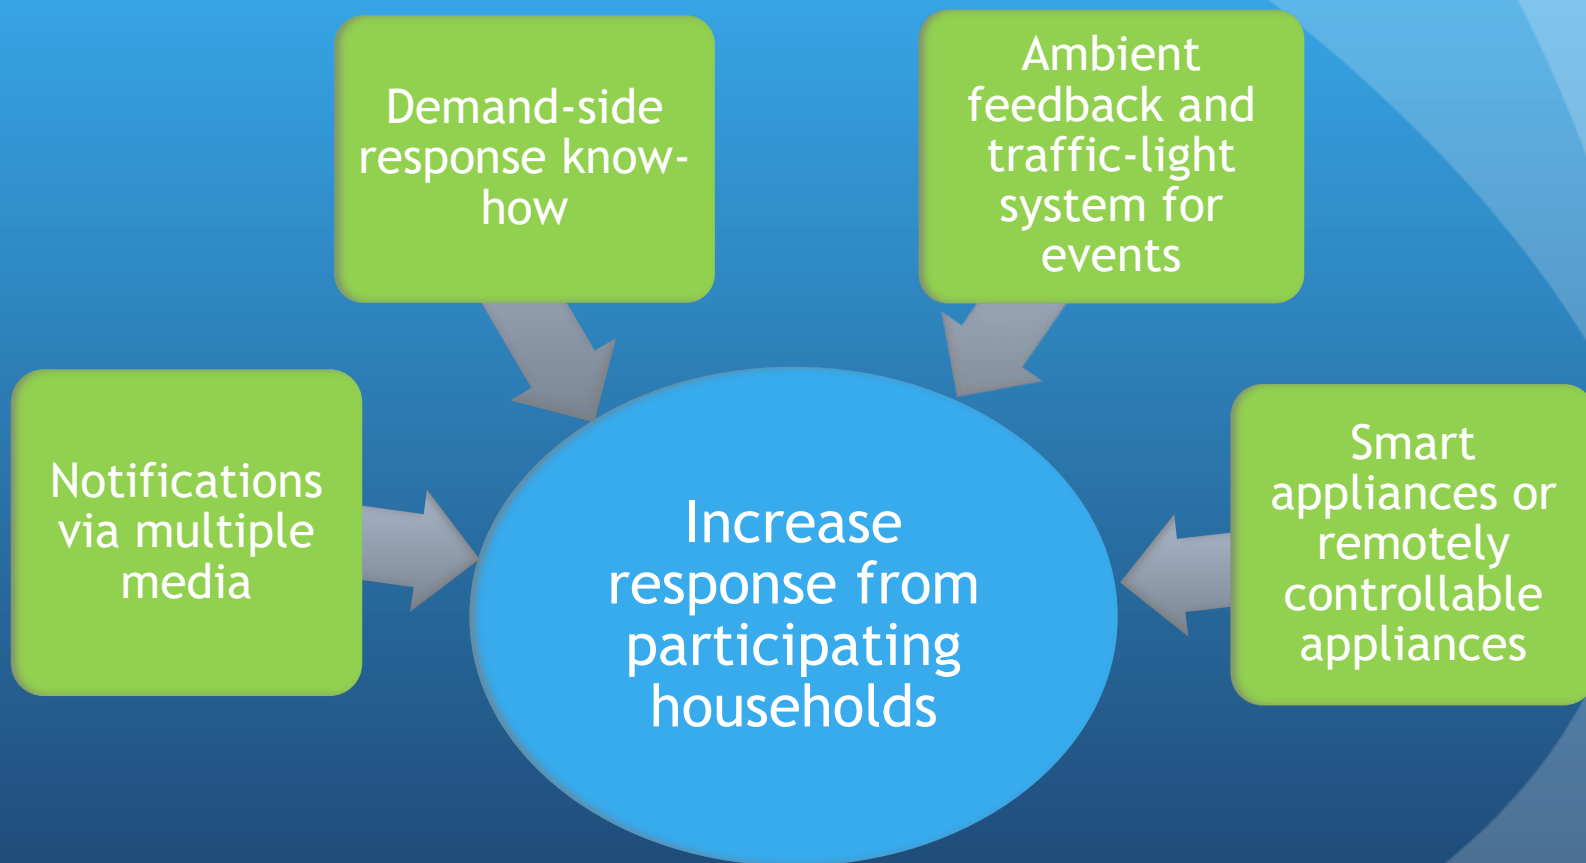 Demand-side
response know-
how
Ambient
feedback and
traffic-light
system for
events
Notifications
via multiple
media
Increase
response from
participating
households
Smart
appliances or
remotely
controllable
appliances